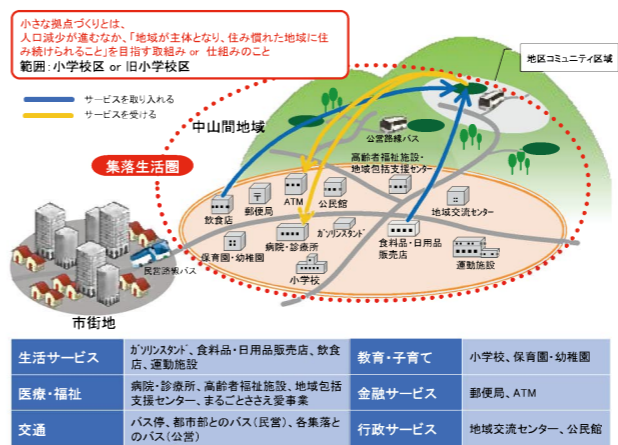 小さな拠点づくりとは、
人口減少が進むなか、「地域が主体となり、住み慣れた地域に住
み続けられること」を目指す取組み or 仕組みのこと
範囲：小学校区 or 旧小学校区
地区コミュニティ区域
サービスを取り入れる
サービスを受ける
中山間地域
公営路線バス
集落生活圏
高齢者福祉施設・
地域包括支援センター
飲食店
郵便局
ATM
公民館
地域交流センター
保育園・幼稚園
病院・診療所
ｶﾞｿﾘﾝｽﾀﾝﾄﾞ
食料品・日用品
販売店
小学校
運動施設
民営路線バス
市街地
生活サービス
ｶﾞｿﾘﾝｽﾀﾝﾄﾞ、食料品・日用品販売店、飲食
店、運動施設
教育・子育て
小学校、保育園・幼稚園
医療・福祉
病院・診療所、高齢者福祉施設、地域包括
支援センター、まるごとささえ愛事業
金融サービス
郵便局、ATM
交通
バス停、都市部とのバス(民営)、各集落と
のバス(公営)
行政サービス
地域交流センター、公民館